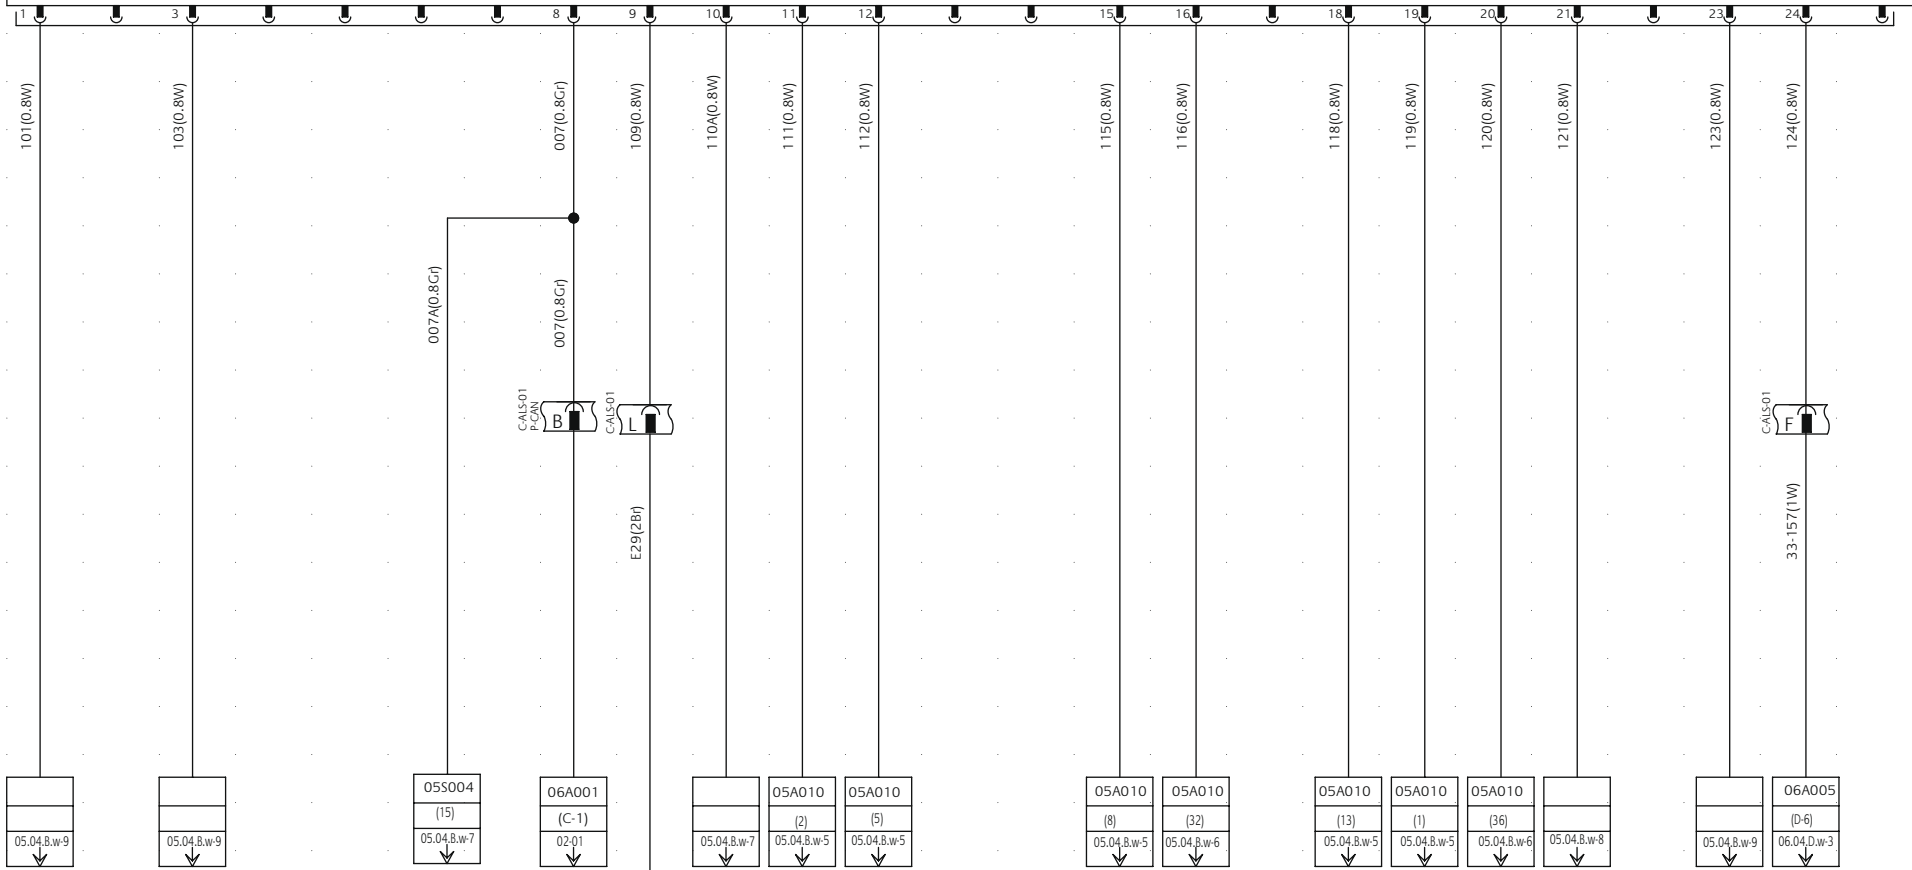 1 3 8 9 10 11 12 15 16 18 19 20 21 23 24
101(0.8W)
103(0.8W)
007(0.8Gr)
109(0.8W)
110A(0.8W)
111(0.8W)
112(0.8W)
115(0.8W)
116(0.8W)
118(0.8W)
119(0.8W)
120(0.8W)
121(0.8W)
123(0.8W)
124(0.8W)
007A(0.8Gr)
007(0.8Gr)
C-ALS-01
P-CAN
B
C-ALS-01
L
C-ALS-01
F
E29(2Br)
33-157(1W)
05.04.B.w-9
05.04.B.w-9
05S004
(15)
05.04.B.w-7
06A001
(C-1)
02-01
05.04.B.w-7
05A010
(2)
05.04.B.w-5
05A010
(5)
05.04.B.w-5
05A010
(8)
05.04.B.w-5
05A010
(32)
05.04.B.w-6
05A010
(13)
05.04.B.w-5
05A010
(1)
05.04.B.w-5
05A010
(36)
05.04.B.w-6
05.04.B.w-8
05.04.B.w-9
06A005
(D-6)
06.04.D.w-3